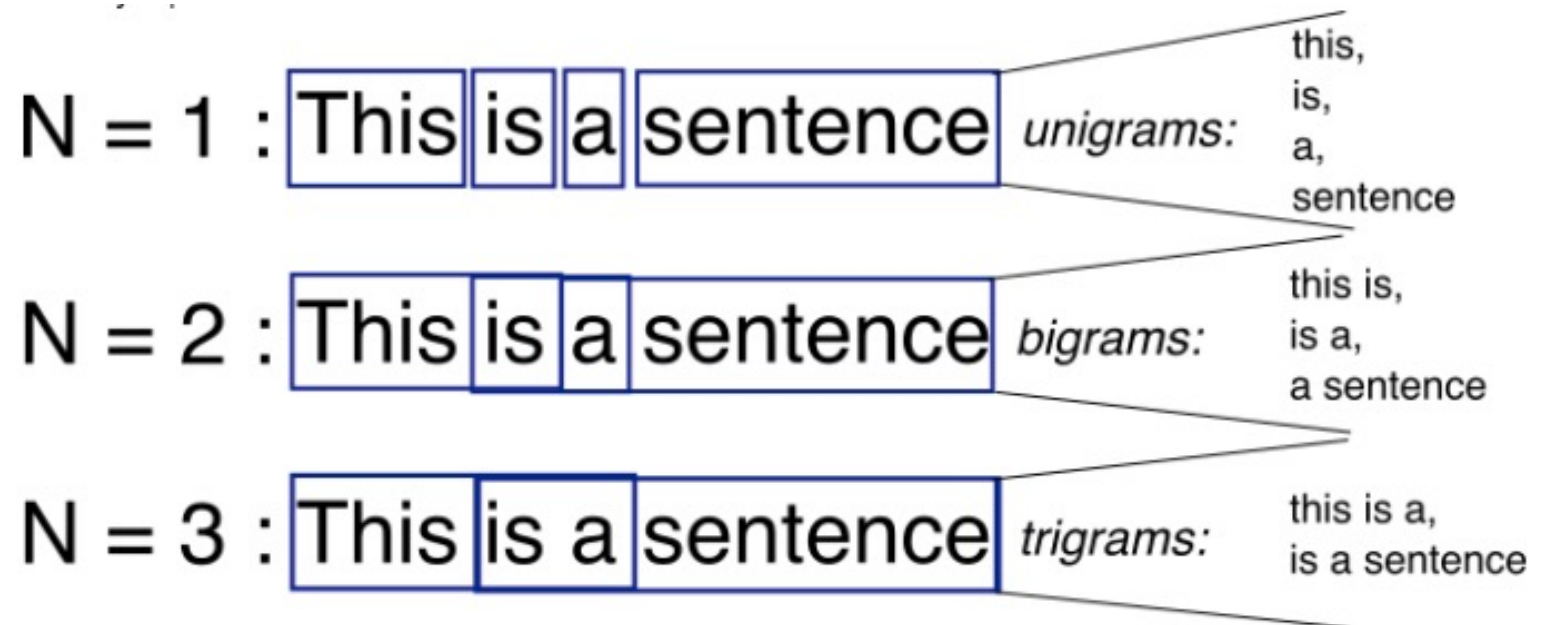 N = 1 : This is a sentence unigrams:
this,
is,
a,
sentence
N = 2 : This is a sentence bigrams:
this is,
is a,
a sentence
N = 3 : This is a sentence trigrams:
this is a,
is a sentence